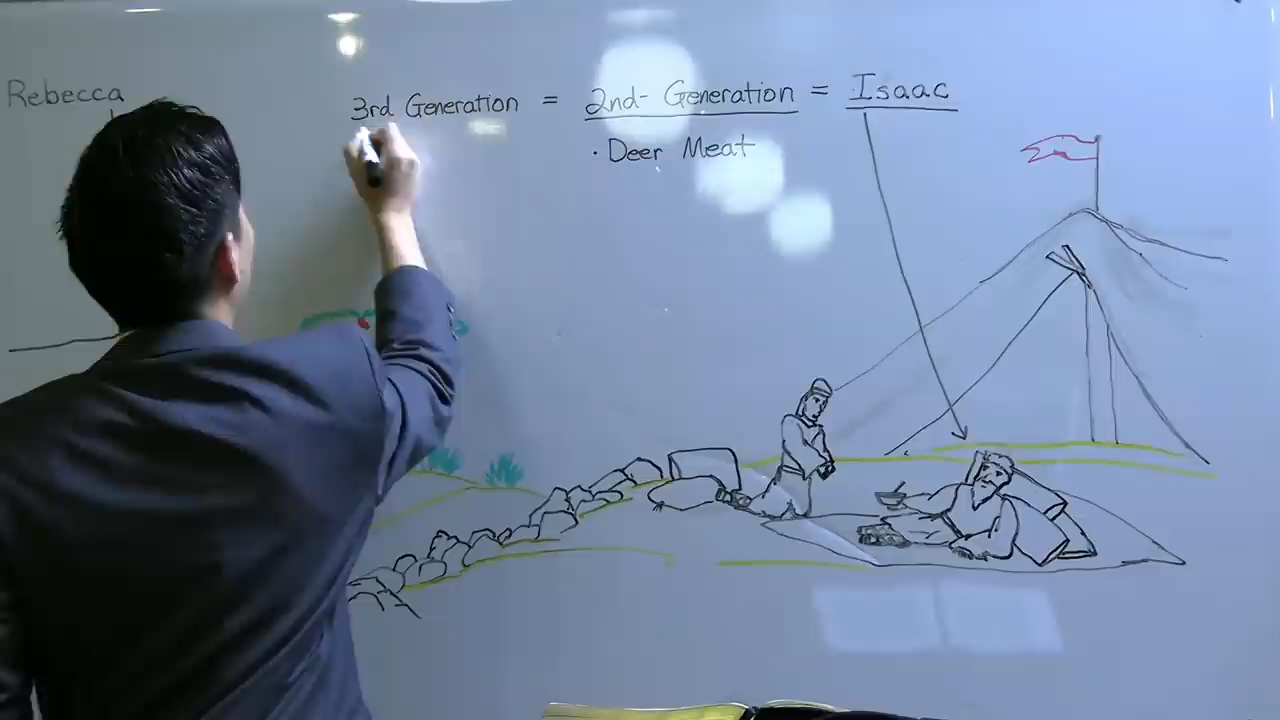 Rebecca
3rd Generation = 2nd- Generation = Isaac
· Deer Meat